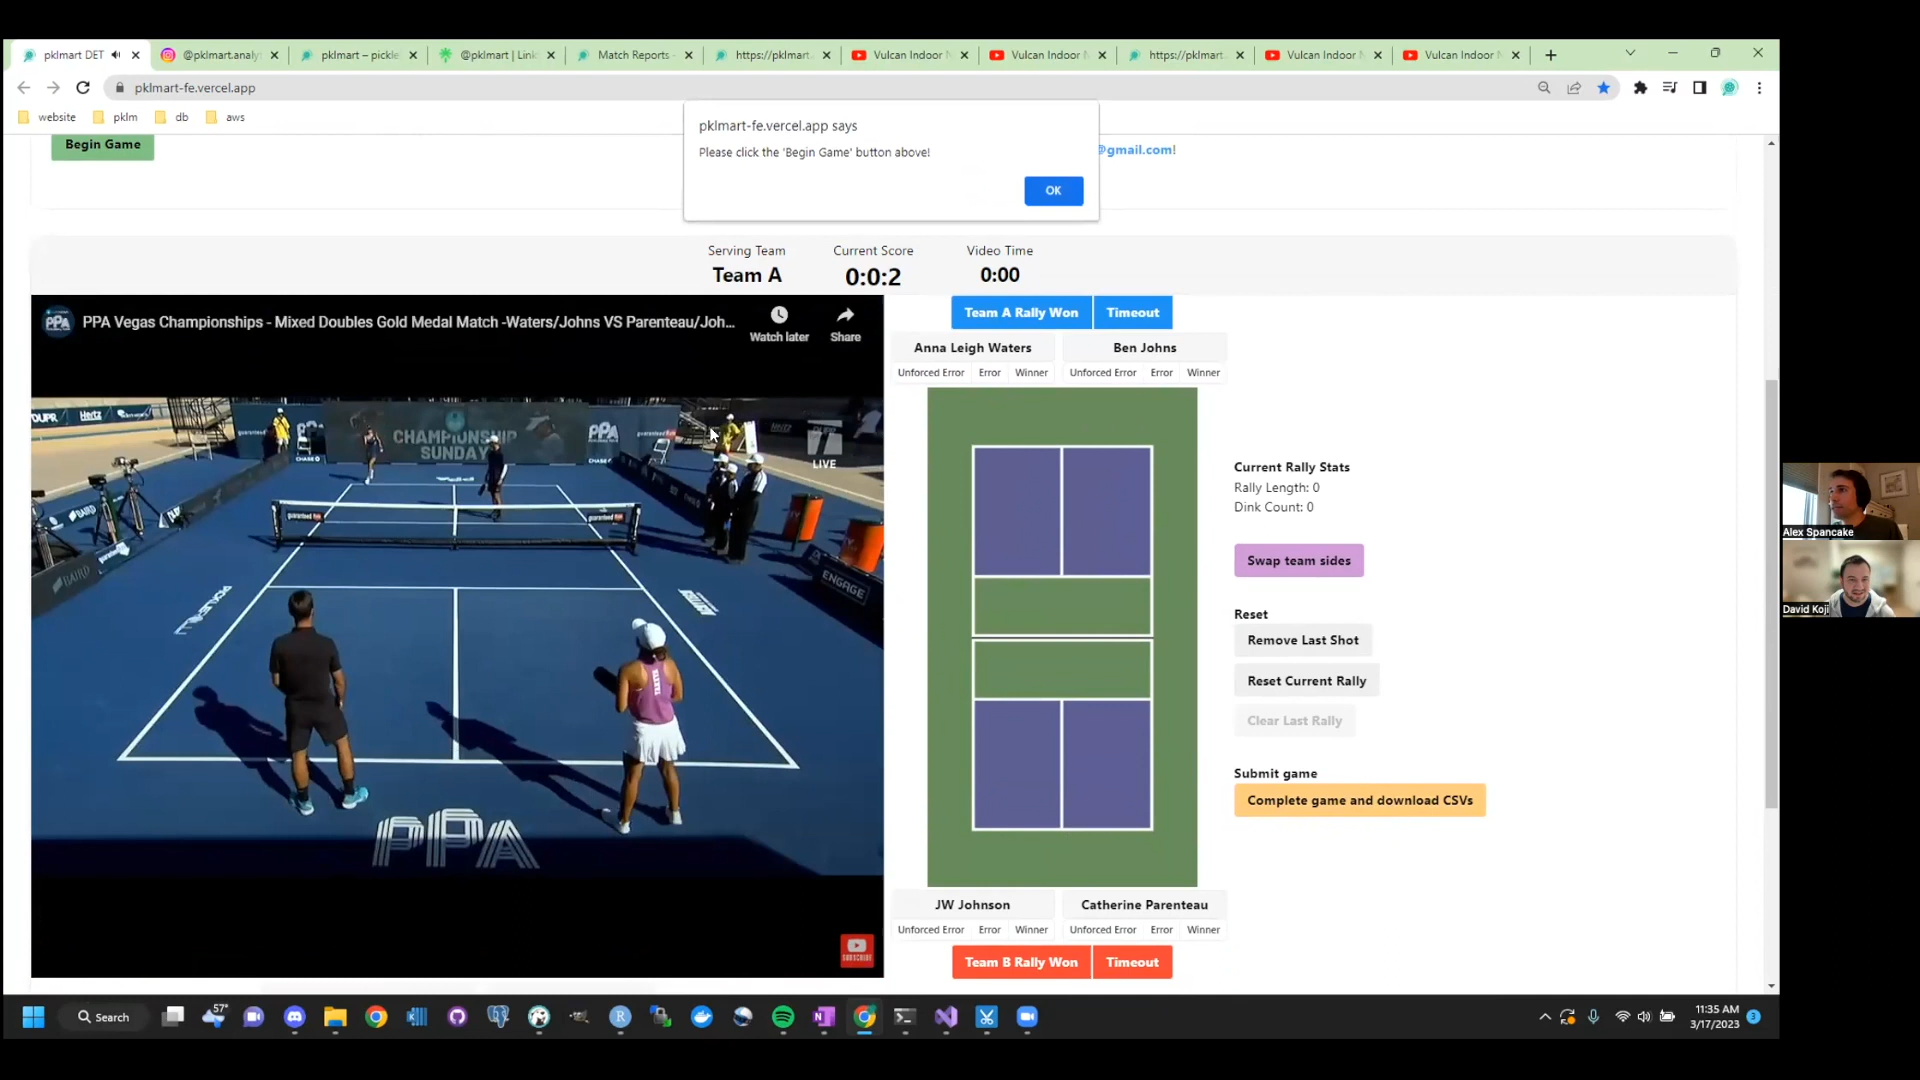 pklmart DET
@pklmart.analy
pklmart – pickle
@pklmart | Link
Match Reports -
https://pklmart.
Vulcan Indoor N
Vulcan Indoor N
https://pklmart.
Vulcan Indoor N
Vulcan Indoor N
pklmart-fe.vercel.app
website
pklm
db
aws
pklmart-fe.vercel.app says
Please click the 'Begin Game' button above!
OK
Begin Game
@gmail.com!
Serving Team
Current Score
Video Time
Team A
0:0:2
0:00
PPA
PPA Vegas Championships - Mixed Doubles Gold Medal Match -Waters/Johns VS Parenteau/Joh...
Watch later
Share
Team A Rally Won
Timeout
Anna Leigh Waters
Ben Johns
Unforced Error
Error
Winner
Unforced Error
Error
Winner
Hertz
CHAMPIONSHIP
SUNDAY
PPA
LIVE
BAIRD
ENGAGE
PPA
SUBSCRIBE
Current Rally Stats
Rally Length: 0
Dink Count: 0
Swap team sides
Reset
Remove Last Shot
Reset Current Rally
Clear Last Rally
Submit game
Complete game and download CSVs
JW Johnson
Catherine Parenteau
Unforced Error
Error
Winner
Unforced Error
Error
Winner
Team B Rally Won
Timeout
Alex Spancake
David Koji
57°
Search
11:35 AM
3/17/2023
3